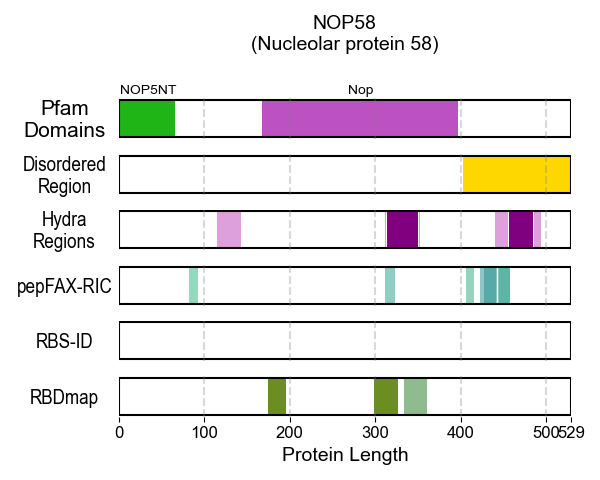 NOP58
(Nucleolar protein 58)
NOP5NT Nop
Pfam
Domains
Disordered
Region
Hydra
Regions
pepFAX-RIC
RBS-ID
RBDmap
0 100 200 300 400 500 529
Protein Length